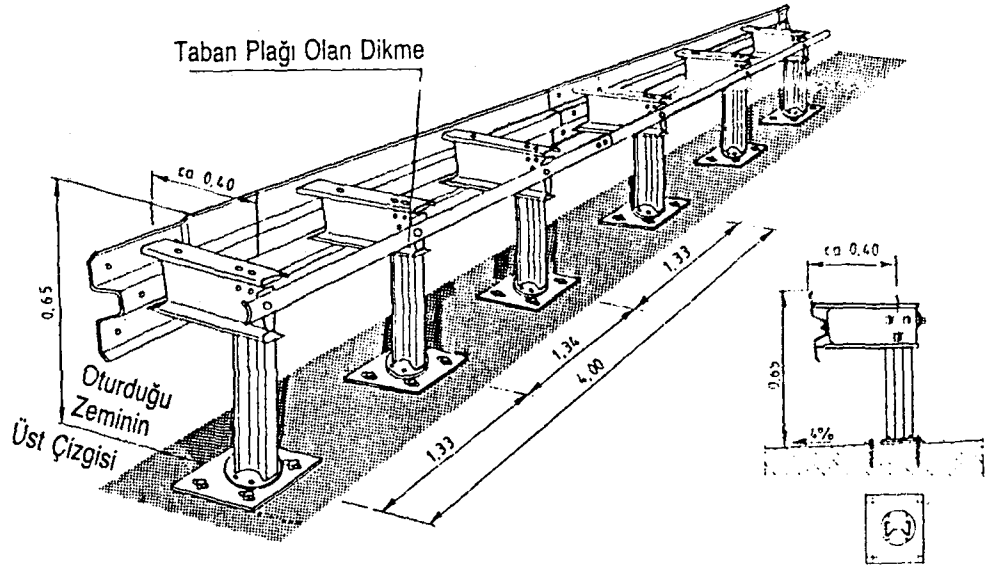 Taban Plağı Olan Dikme
ca 0,40
0,65
Oturduğu
Zeminin
Üst Çizgisi
1,33
1,34
1,33
4,00
ca 0,40
0,65
4%